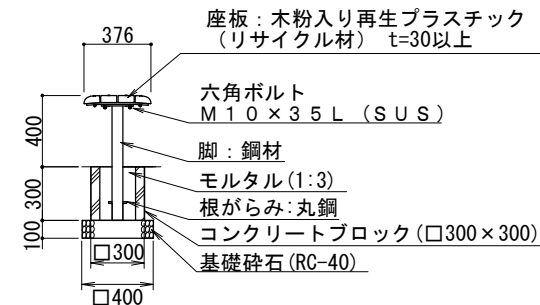 座板：木粉入り再生プラスチック
（リサイクル材） t=30以上
376
六角ボルト
Ｍ１０×３５Ｌ （ＳＵＳ）
400
脚：鋼材
モルタル(1:3)
300
根がらみ:丸鋼
コンクリートブロック(□300×300)
100
□300
基礎砕石(RC-40)
□400